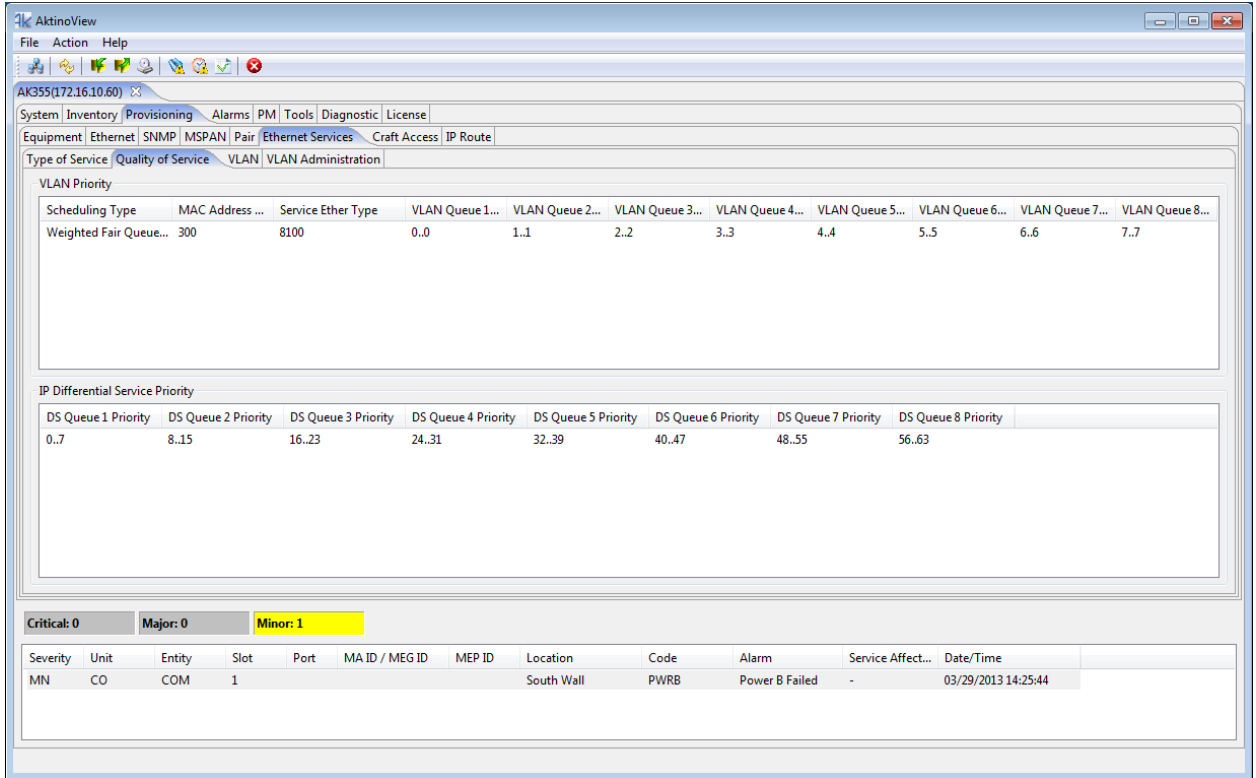 AktinoView
File Action Help
AK355(172.16.10.60)
System Inventory Provisioning Alarms PM Tools Diagnostic License
Equipment Ethernet SNMP MSPAN Pair Ethernet Services Craft Access IP Route
Type of Service Quality of Service VLAN VLAN Administration
VLAN Priority
Scheduling Type MAC Address ... Service Ether Type VLAN Queue 1... VLAN Queue 2... VLAN Queue 3... VLAN Queue 4... VLAN Queue 5... VLAN Queue 6... VLAN Queue 7... VLAN Queue 8...
Weighted Fair Queue... 300 8100 0..0 1..1 2..2 3..3 4..4 5..5 6..6 7..7
IP Differential Service Priority
DS Queue 1 Priority DS Queue 2 Priority DS Queue 3 Priority DS Queue 4 Priority DS Queue 5 Priority DS Queue 6 Priority DS Queue 7 Priority DS Queue 8 Priority
0..7 8..15 16..23 24..31 32..39 40..47 48..55 56..63
Critical: 0 Major: 0 Minor: 1
Severity Unit Entity Slot Port MA ID / MEG ID MEP ID Location Code Alarm Service Affect... Date/Time
MN CO COM 1 South Wall PWRB Power B Failed - 03/29/2013 14:25:44